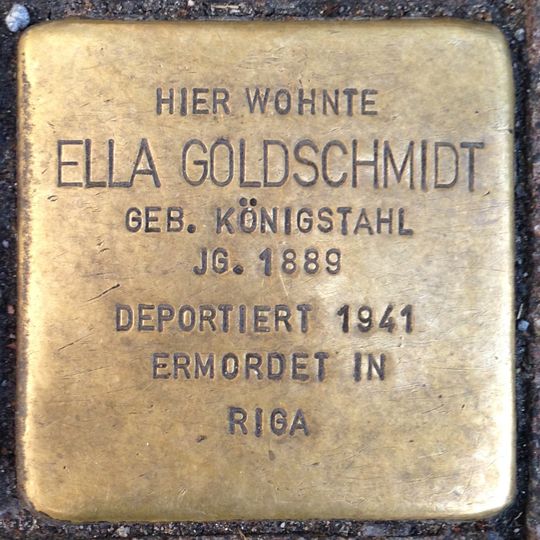 HIER WOHNTE
ELLA GOLDSCHMIDT
GEB. KÖNIGSTAHL
JG. 1889
DEPORTIERT 1941
ERMORDET IN
RIGA